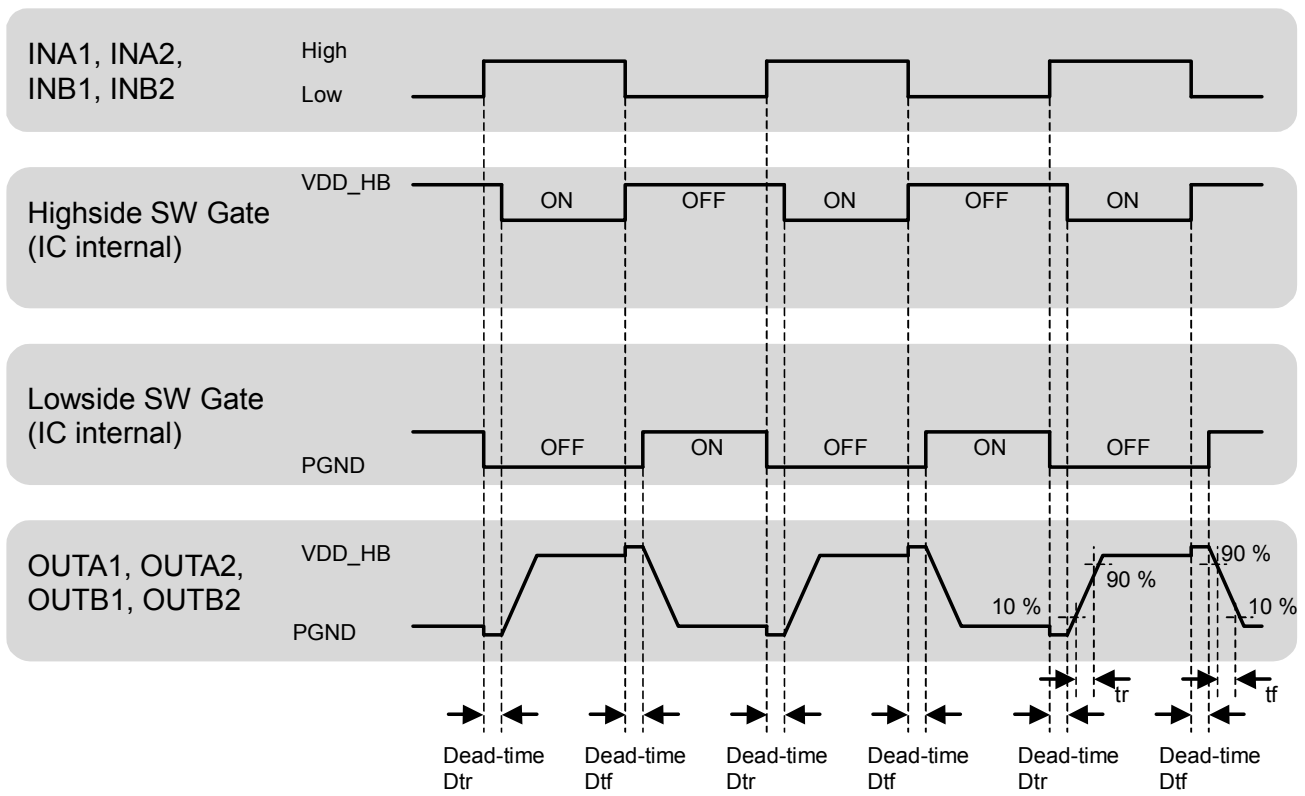 INA1, INA2,
INB1, INB2
High
Low
Highside SW Gate
(IC internal)
VDD_HB
ON
OFF
ON
OFF
ON
Lowside SW Gate
(IC internal)
PGND
OFF
ON
OFF
ON
OFF
OUTA1, OUTA2,
OUTB1, OUTB2
VDD_HB
PGND
10 %
90 %
90 %
10 %
tr
tf
Dead-time
Dtr
Dead-time
Dtf
Dead-time
Dtr
Dead-time
Dtf
Dead-time
Dtr
Dead-time
Dtf